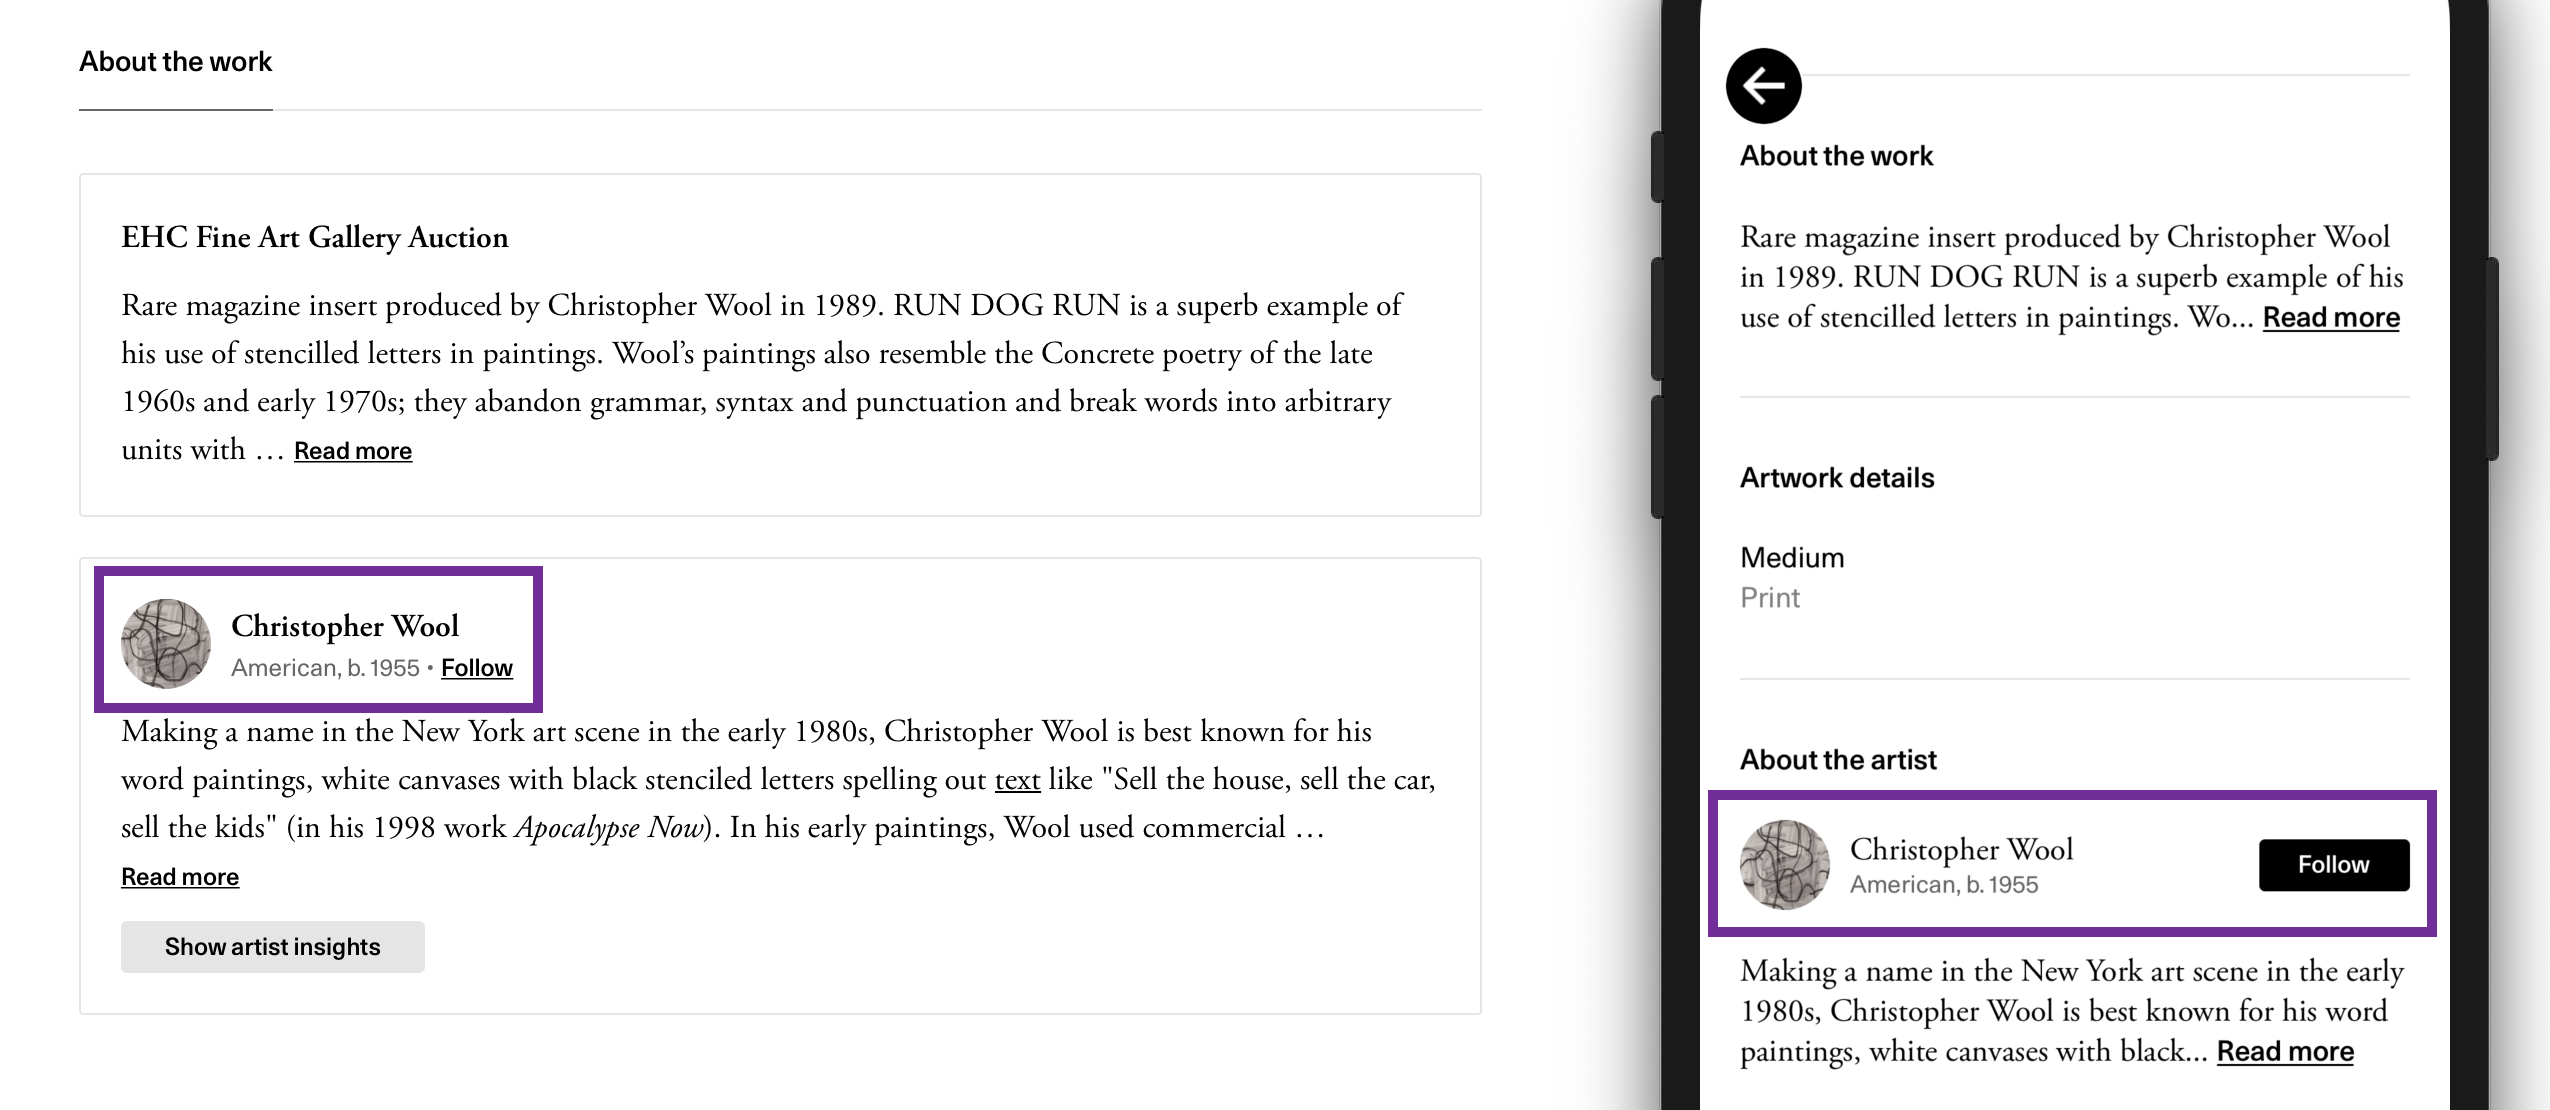 About the work
EHC Fine Art Gallery Auction
Rare magazine insert produced by Christopher Wool in 1989. RUN DOG RUN is a superb example of
his use of stencilled letters in paintings. Wool’s paintings also resemble the Concrete poetry of the late
1960s and early 1970s; they abandon grammar, syntax and punctuation and break words into arbitrary
units with … Read more
Christopher Wool
American, b. 1955 • Follow
Making a name in the New York art scene in the early 1980s, Christopher Wool is best known for his
word paintings, white canvases with black stenciled letters spelling out text like "Sell the house, sell the car,
sell the kids" (in his 1998 work Apocalypse Now). In his early paintings, Wool used commercial …
Read more
Show artist insights
About the work
Rare magazine insert produced by Christopher Wool
in 1989. RUN DOG RUN is a superb example of his
use of stencilled letters in paintings. Wo... Read more
Artwork details
Medium
Print
About the artist
Christopher Wool
American, b. 1955
Follow
Making a name in the New York art scene in the early
1980s, Christopher Wool is best known for his word
paintings, white canvases with black... Read more